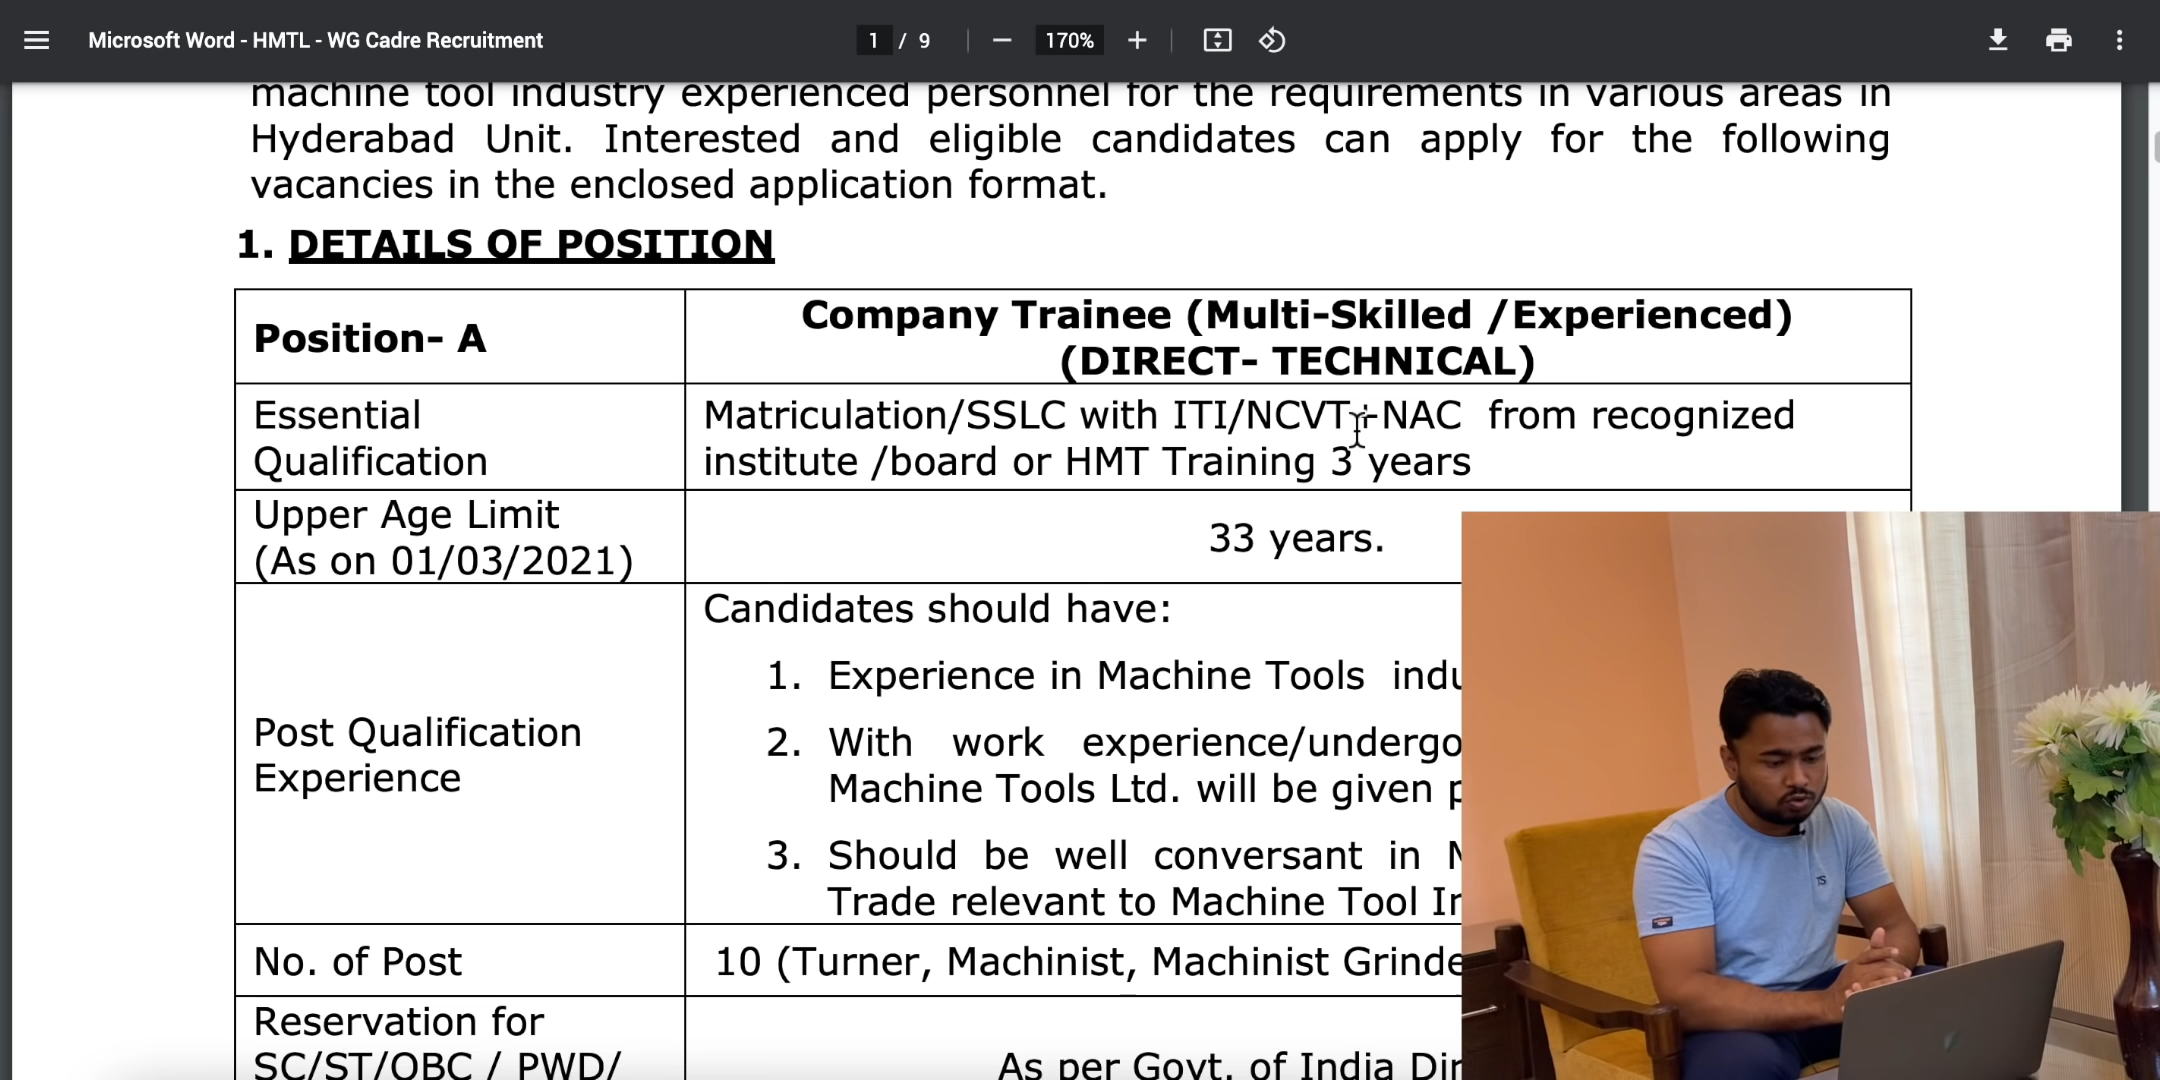 Microsoft Word - HMTL - WG Cadre Recruitment
1 / 9
170%
machine tool industry experienced personnel for the requirements in various areas in
Hyderabad Unit. Interested and eligible candidates can apply for the following
vacancies in the enclosed application format.
1. DETAILS OF POSITION
Position- A
Company Trainee (Multi-Skilled /Experienced)
(DIRECT- TECHNICAL)
Essential
Qualification
Matriculation/SSLC with ITI/NCVT NAC from recognized
institute /board or HMT Training 3 years
Upper Age Limit
(As on 01/03/2021)
33 years.
Post Qualification
Experience
Candidates should have:
1. Experience in Machine Tools
2. With work
Machine Tools Ltd. will be given
3. Should be well conversant in
Trade relevant to Machine Tool
No. of Post
10 (Turner, Machinist, Machinist
Reservation for
SC/ST/OBC / PWD/
As per Govt. of India
TS